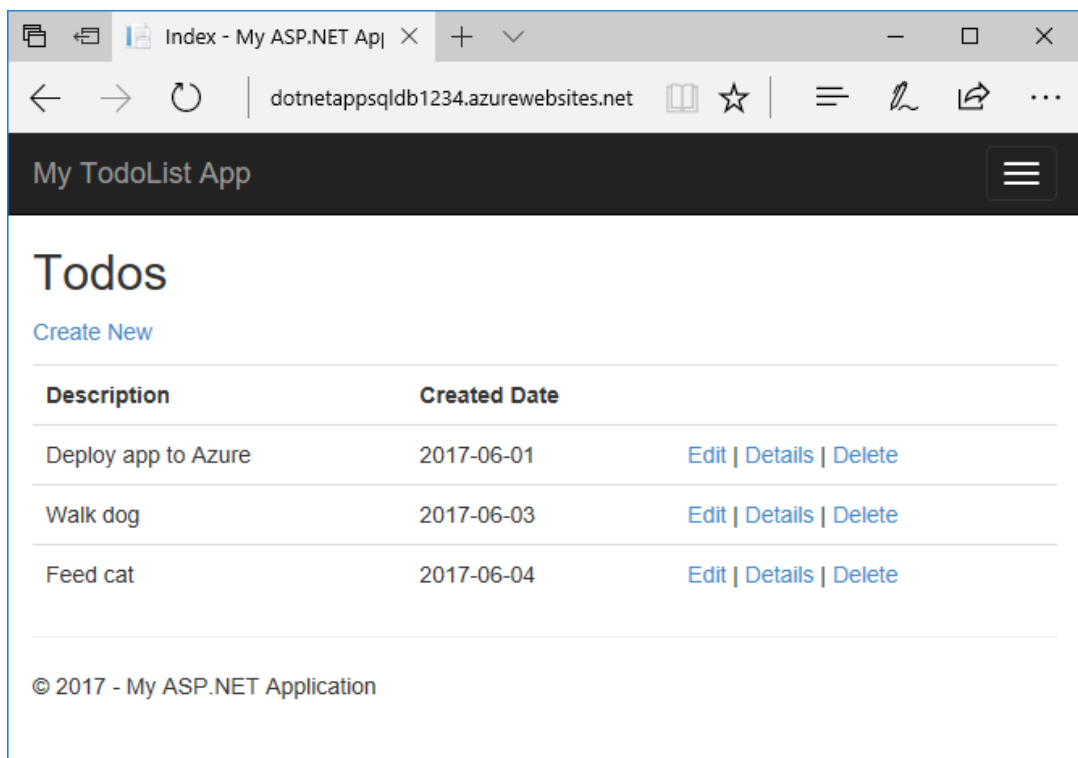 Index - My ASP.NET Ap
dotnetappsqldb1234.azurewebsites.net
My TodoList App
Todos
Create New
Description Created Date
Deploy app to Azure 2017-06-01 Edit | Details | Delete
Walk dog 2017-06-03 Edit | Details | Delete
Feed cat 2017-06-04 Edit | Details | Delete
© 2017 - My ASP.NET Application